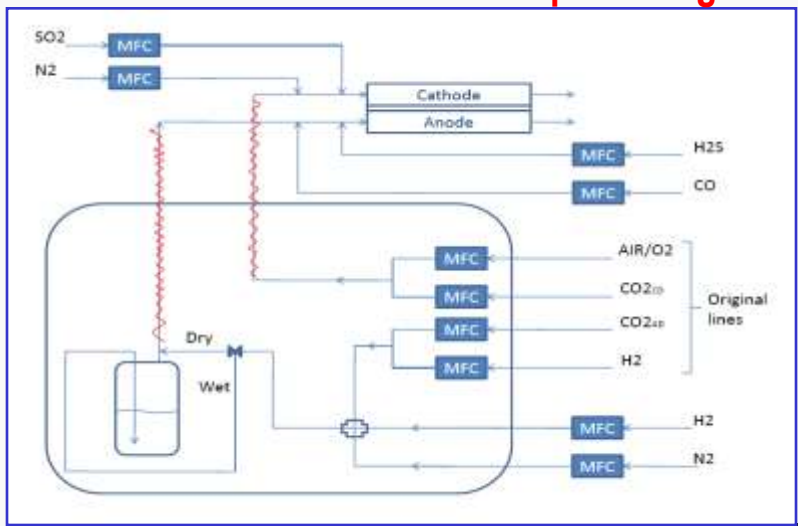 SO2 MFC
N2 MFC
Cathode
Anode
MFC H2S
MFC CO
MFC AIR/O2
MFC CO2
MFC CO2
Original
lines
MFC H2
Dry
Wet
MFC H2
MFC N2